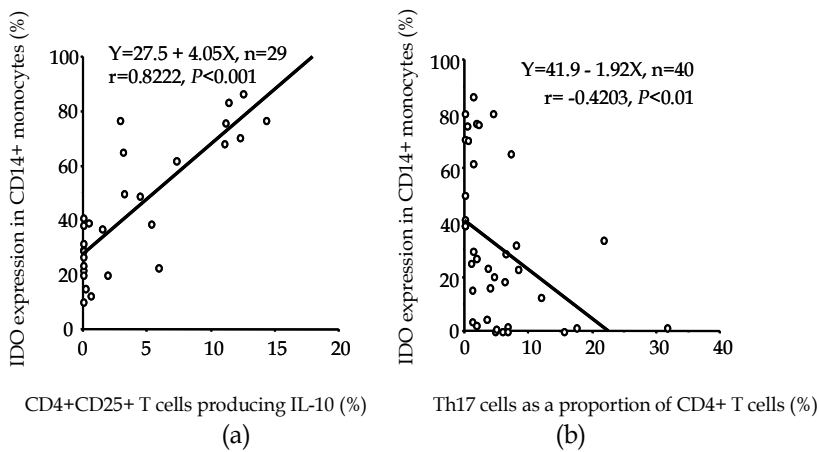 Y=27.5 + 4.05X, n=29
r=0.8222, P<0.001
IDO expression in CD14+ monocytes (%)
100
80
60
40
20
0
0 5 10 15 20
CD4+CD25+ T cells producing IL-10 (%)
(a)
Y=41.9 - 1.92X, n=40
r= -0.4203, P<0.01
IDO expression in CD14+ monocytes (%)
100
80
60
40
20
0
0 10 20 30 40
Th17 cells as a proportion of CD4+ T cells (%)
(b)